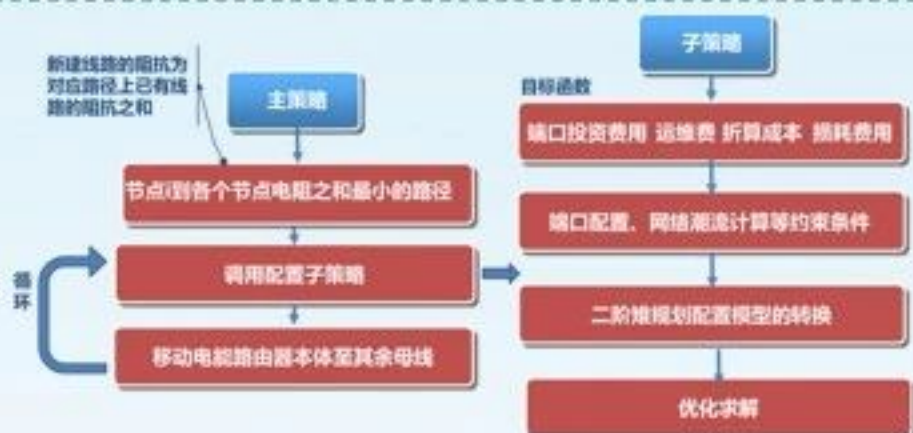 新建线路的阻抗为
对应路径上已有线
路的阻抗之和
主策略
节点i到各个节点电阻之和最小的路径
调用配置子策略
移动电能路由器本体至其余母线
循
环
子策略
目标函数
端口投资费用 运维费 折算成本 损耗费用
端口配置、网络潮流计算等约束条件
二阶锥规划配置模型的转换
优化求解